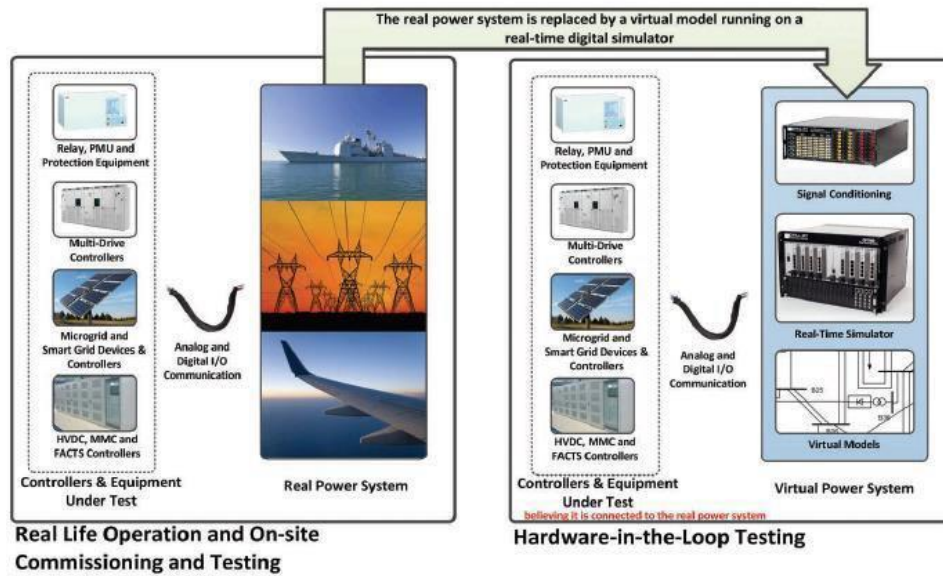 The real power system is replaced by a virtual model running on a
real-time digital simulator
Relay, PMU and
Protection Equipment
Multi-Drive
Controllers
Microgrid and
Smart Grid Devices &
Controllers
HVDC, MMC and
FACTS Controllers
Controllers & Equipment
Under Test
Analog and
Digital I/O
Communication
Real Power System
Real Life Operation and On-site
Commissioning and Testing
Relay, PMU and
Protection Equipment
Multi-Drive
Controllers
Microgrid and
Smart Grid Devices &
Controllers
HVDC, MMC and
FACTS Controllers
Controllers & Equipment
Under Test
believing it is connected to the real power system
Analog and
Digital I/O
Communication
Signal Conditioning
Real-Time Simulator
B25
Virtual Models
Virtual Power System
Hardware-in-the-Loop Testing